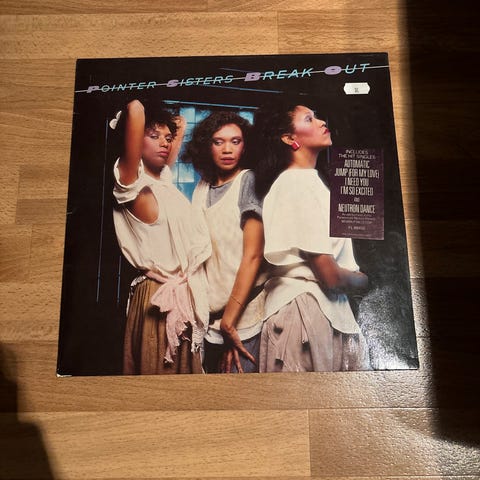 POINTER SISTERS BREAK OUT
INCLUDES
THE HIT SINGLES
AUTOMATIC
JUMP (FOR MY LOVE)
I NEED YOU
I'M SO EXCITED
NEUTRON DANCE